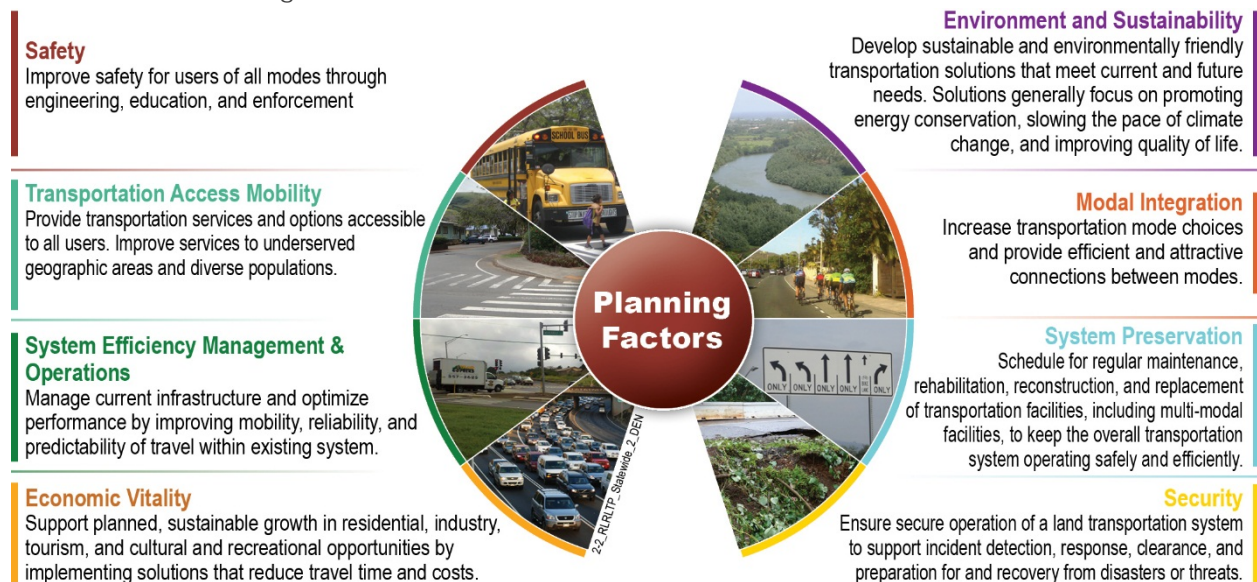 Safety
Improve safety for users of all modes through
engineering, education, and enforcement
Transportation Access Mobility
Provide transportation services and options accessible
to all users. Improve services to underserved
geographic areas and diverse populations.
System Efficiency Management &
Operations
Manage current infrastructure and optimize
performance by improving mobility, reliability, and
predictability of travel within existing system.
Economic Vitality
Support planned, sustainable growth in residential, industry,
tourism, and cultural and recreational opportunities by
implementing solutions that reduce travel time and costs.
SCHOOL BUS
Planning
Factors
ONLY ONLY ONLY ONLY ONLY
2-2_RLRLTP_Statewide_2_DEN
Environment and Sustainability
Develop sustainable and environmentally friendly
transportation solutions that meet current and future
needs. Solutions generally focus on promoting
energy conservation, slowing the pace of climate
change, and improving quality of life.
Modal Integration
Increase transportation mode choices
and provide efficient and attractive
connections between modes.
System Preservation
Schedule for regular maintenance,
rehabilitation, reconstruction, and replacement
of transportation facilities, including multi-modal
facilities, to keep the overall transportation
system operating safely and efficiently.
Security
Ensure secure operation of a land transportation system
to support incident detection, response, clearance, and
preparation for and recovery from disasters or threats.